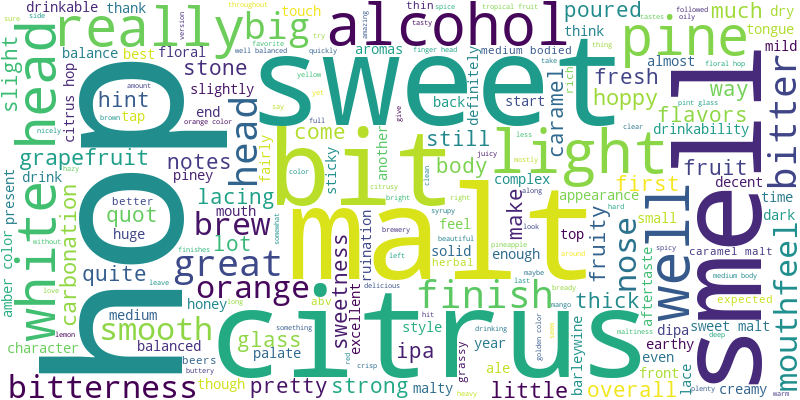 drinkable
thank
really
big
alcohol
thin
spice
tropical fruit
version
followed
oily
touch
poured
much
dry
tastes
sure
side
throughout
try
tasty
amazing
balance
best
floral
well balanced
favorite
quickly
finger head
aromas
medium bodied
think
thing
take
tongue
slight
white head
citrus hop
hop
stone
slightly
sweet
pine
almost
mild
floral hop
definitely
rich
fresh
way
yellow
yet
say
hint
tap
end
amount
brown
orange color
nicely
head
full
give
back
start
caramel
hoppy
flavors
pint glass
drinkability
bitter
less
clear
grapefruit
notes
piney
fairly
bit
come
still
sticky
another
light
smell
juicy
mostly
body
complex
fruit
decent
first
appearance
time
dark
hazy
drink
better
lacing
color
citrusy
bright
clean
right
malt
feel
present
carbonation
quot
huge
mouth
brew
make
along
fruity
nose
small
well
hard
without
lot
somewhat
brewery
syrupy
beautiful
look
top
spicy
caramel malt
amber color
finishes
great
left
ruination
solid
herbal
enough
pineapple
around
aftertaste
medium body
quite
leave
love
honey
long
orange
abv
sweetness
excellent
delicious
finish
last
maybe
bready
mango
thick
expected
mouthfeel
medium
smooth
something
glass
citrus
hit
style
drinking
year
golden color
dipa
sweet malt
maltiness
deep
lemon
character
balanced
beers
palate
red
crisp
ipa
grassy
ale
barleywine
even
earthy
front
buttery
bitterness
though
pretty
strong
malty
heavy
little
overall
lace
plenty
creamy